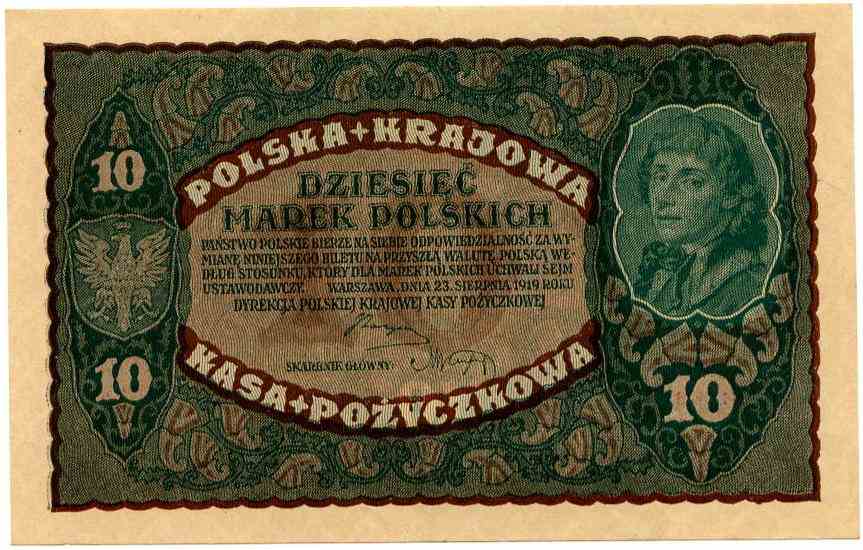 POLSKA+KRAJOWA
DZIESIĘĆ
MAREK POLSKICH
PAŃSTWO POLSKIE BIERZE NA SIEBIE ODPOWIEDZIALNOŚĆ ZA WY-
MIANĘ NINIEJSZEGO BILETU NA PRZYSZŁĄ WALUTĘ POLSKĄ WE-
DŁUG STOSUNKU, KTÓRY DLA MAREK POLSKICH UCHWALI SEJM
USTAWODAWCZY. WARSZAWA, DNIA 23. SIERPNIA 1919 ROKU
DYREKCJA POLSKIEJ KRAJOWEJ KASY POŻYCZKOWEJ
SKARBNIK GŁÓWNY:
KASA+POŻYCZKOWA
10
10
10